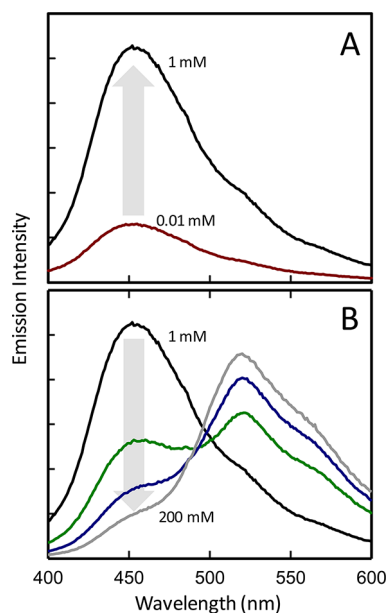 A
1 mM
0.01 mM
Emission Intensity
B
1 mM
200 mM
400 450 500 550 600
Wavelength (nm)